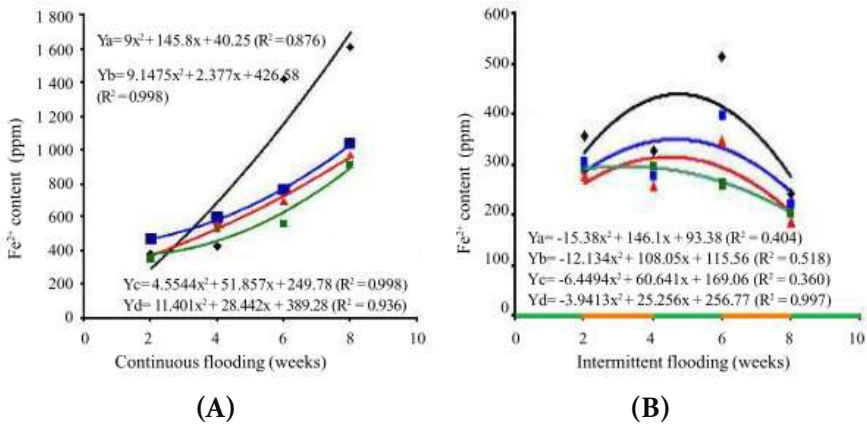 1 800
1 600
1 400
1 200
1 000
800
600
400
200
0
Fe²⁺ content (ppm)
Ya=9x²+145.8x+40.25 (R²=0.876)
Yb=9.1475x²+2.377x+426.58
(R²=0.998)
Yc=4.5544x²+51.857x+249.78 (R²=0.998)
Yd=11.401x²+28.442x+389.28 (R²=0.936)
0 2 4 6 8 10
Continuous flooding (weeks)
(A)
600
500
400
300
200
100
0
Fe²⁺ content (ppm)
Ya=-15.38x²+146.1x+93.38 (R²=0.404)
Yb=-12.134x²+108.05x+115.56 (R²=0.518)
Yc=-6.4494x²+60.641x+169.06 (R²=0.360)
Yd=-3.9413x²+25.256x+256.77 (R²=0.997)
0 2 4 6 8 10
Intermittent flooding (weeks)
(B)